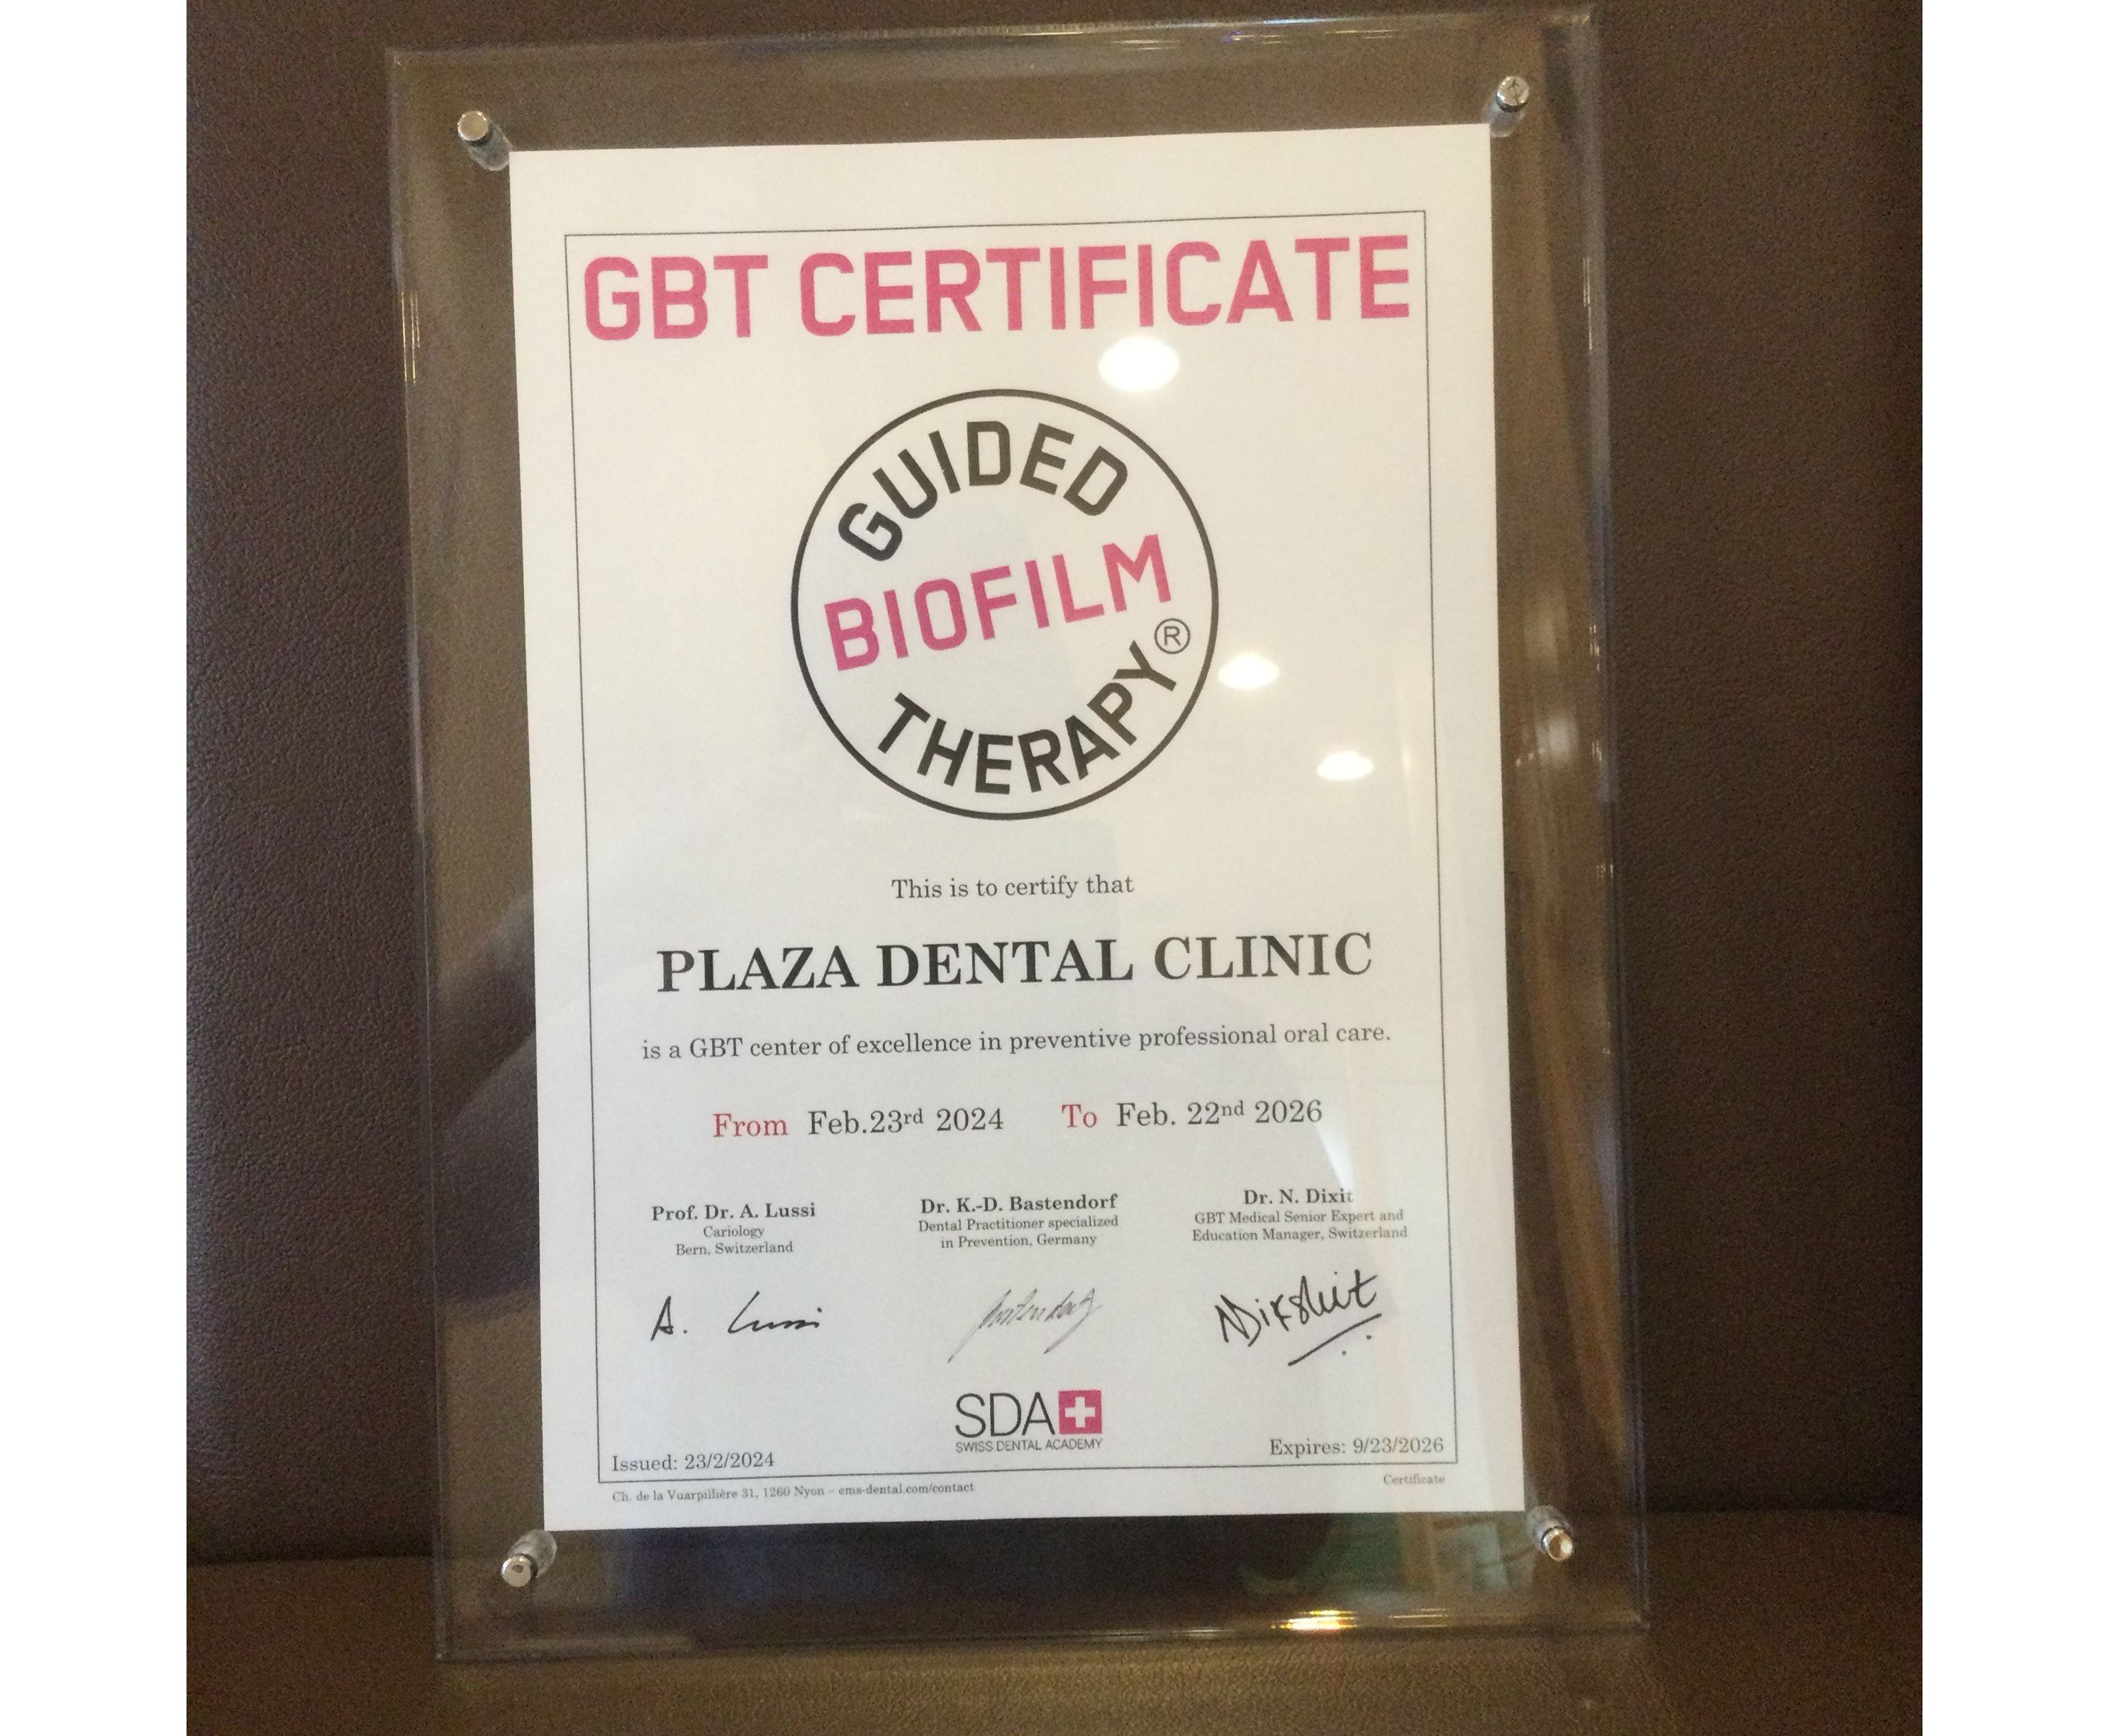 GBT CERTIFICATE
GUIDED
BIOFILM
THERAPY®
This is to certify that
PLAZA DENTAL CLINIC
is a GBT center of excellence in preventive professional oral care.
From Feb.23rd 2024 To Feb. 22nd 2026
Prof. Dr. A. Lussi
Cariology
Bern, Switzerland
Dr. K.-D. Bastendorf
Dental Practitioner specialized
in Prevention, Germany
Dr. N. Dixit
GBT Medical Senior Expert and
Education Manager, Switzerland
A. Lussi
Bastendorf
NDikshit
SDA
SWISS DENTAL ACADEMY
Issued: 23/2/2024
Expires: 9/23/2026
Ch. de la Vuarpillière 31, 1260 Nyon – ems-dental.com/contact
Certificate